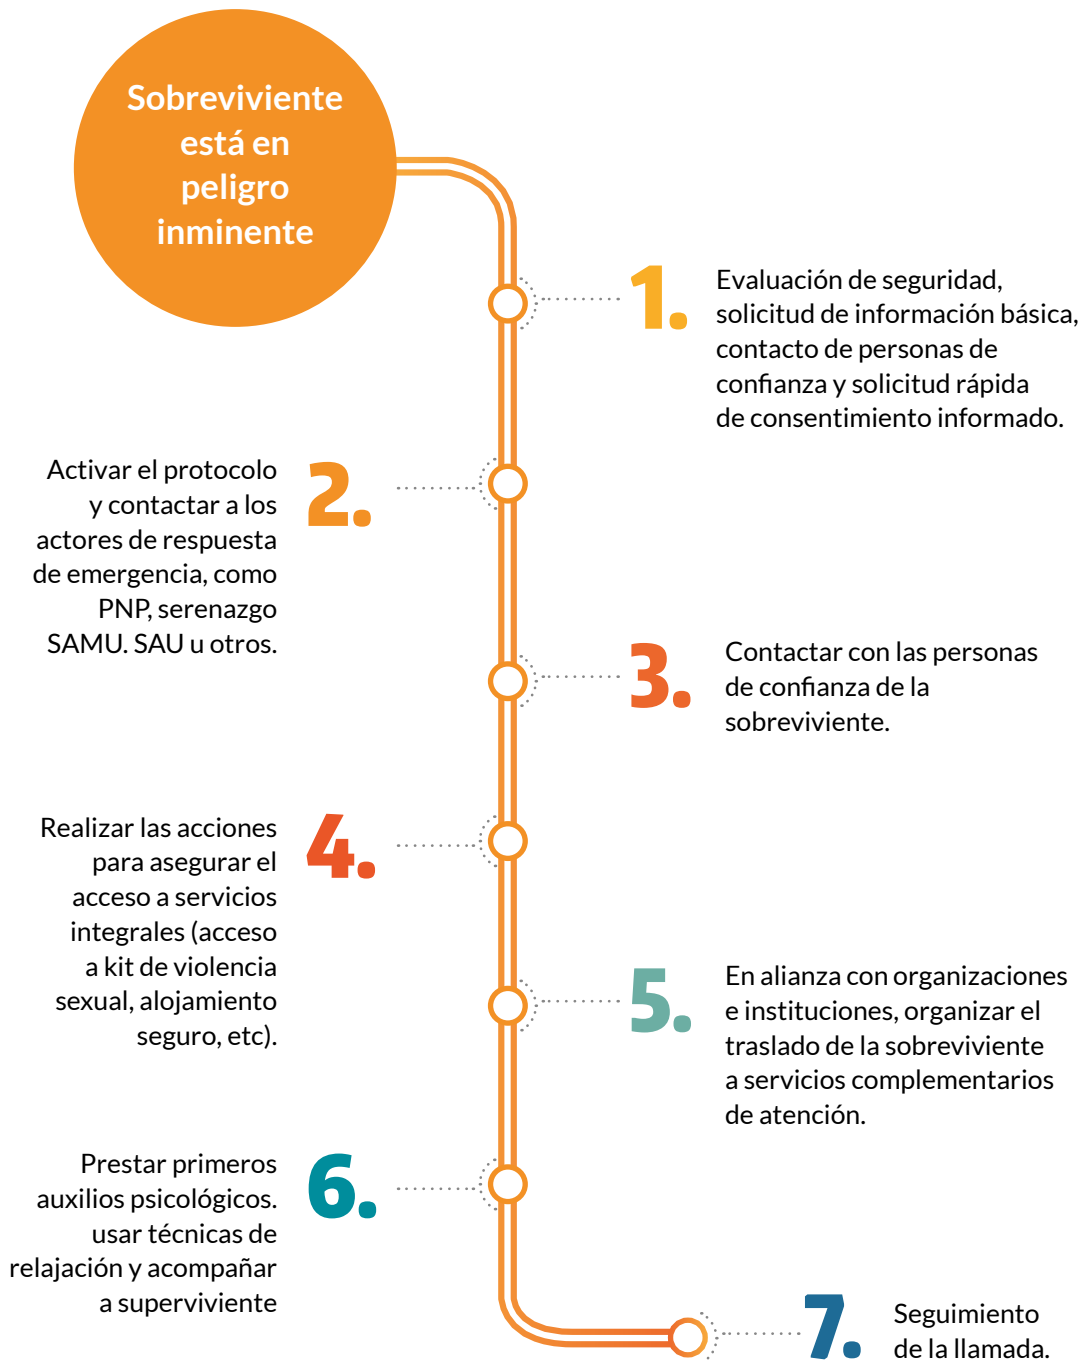 Sobreviviente
está en
peligro
inminente
1.
Evaluación de seguridad,
solicitud de información básica,
contacto de personas de
confianza y solicitud rápida
de consentimiento informado.
2.
Activar el protocolo
y contactar a los
actores de respuesta
de emergencia, como
PNP, serenazgo
SAMU. SAU u otros.
3.
Contactar con las personas
de confianza de la
sobreviviente.
4.
Realizar las acciones
para asegurar el
acceso a servicios
integrales (acceso
a kit de violencia
sexual, alojamiento
seguro, etc).
5.
En alianza con organizaciones
e instituciones, organizar el
traslado de la sobreviviente
a servicios complementarios
de atención.
6.
Prestar primeros
auxilios psicológicos.
usar técnicas de
relajación y acompañar
a superviviente
7.
Seguimiento
de la llamada.